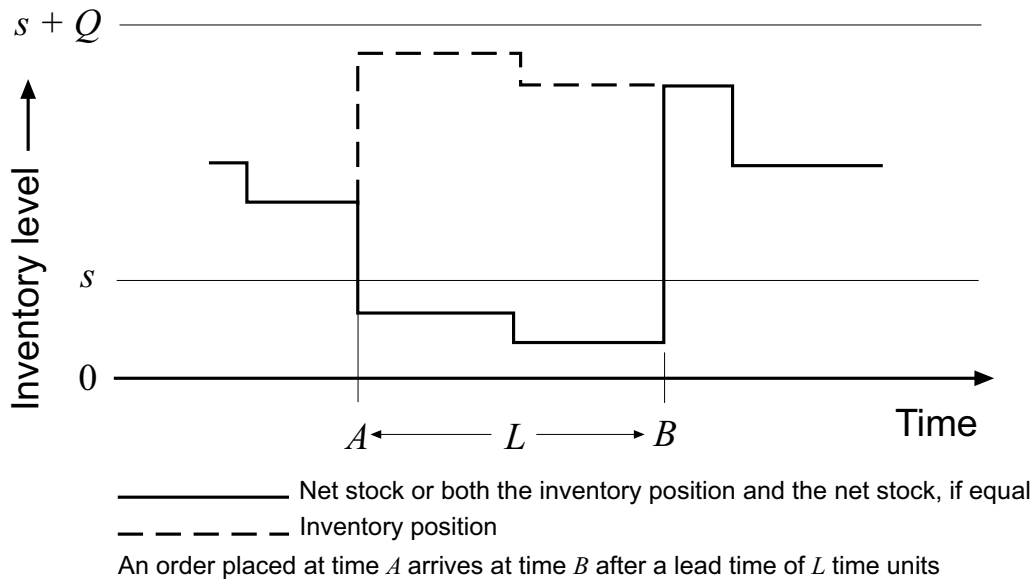 s + Q
Inventory level
s
0
A L B
Time
Net stock or both the inventory position and the net stock, if equal
Inventory position
An order placed at time A arrives at time B after a lead time of L time units